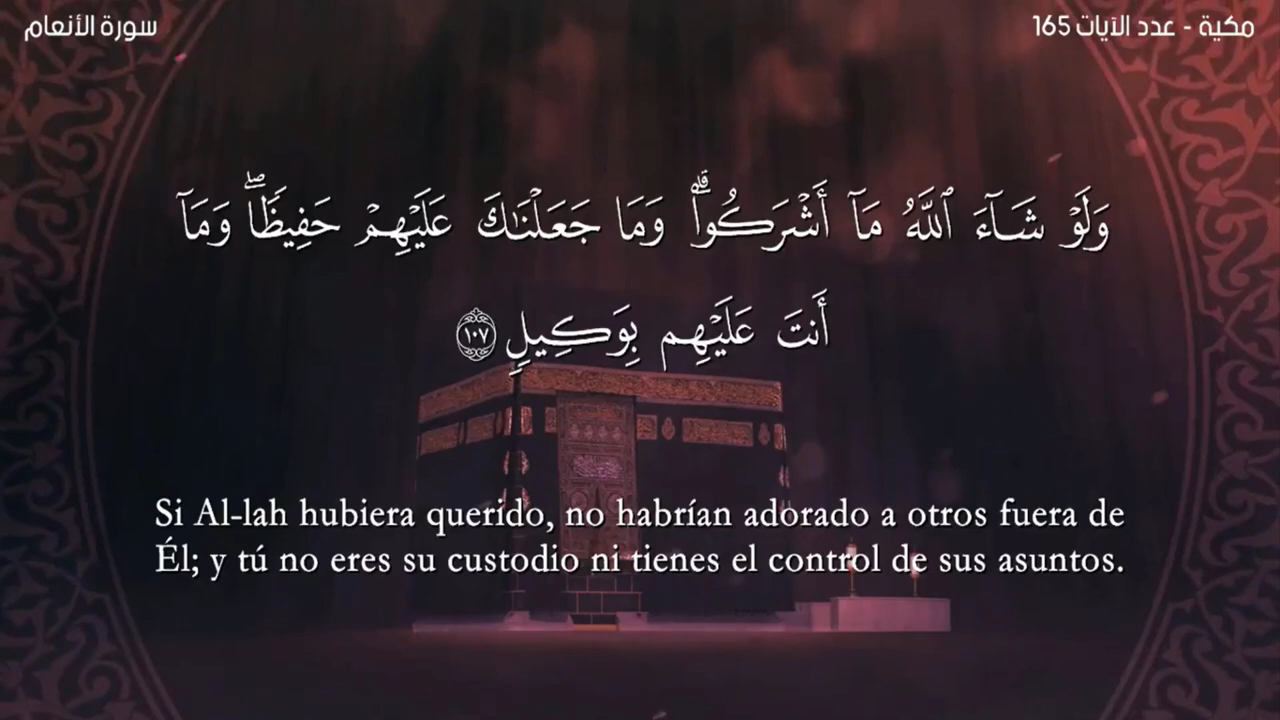 سورة الأنعام
مكية - عدد الآيات 165
وَلَوْ شَآءَ ٱللَّهُ مَآ أَشْرَكُوا۟ ۗ وَمَا جَعَلْنَـٰكَ عَلَيْهِمْ حَفِيظًا ۖ وَمَآ
أَنتَ عَلَيْهِم بِوَكِيلٍ ١٠٧
Si Al-lah hubiera querido, no habrían adorado a otros fuera de
Él; y tú no eres su custodio ni tienes el control de sus asuntos.